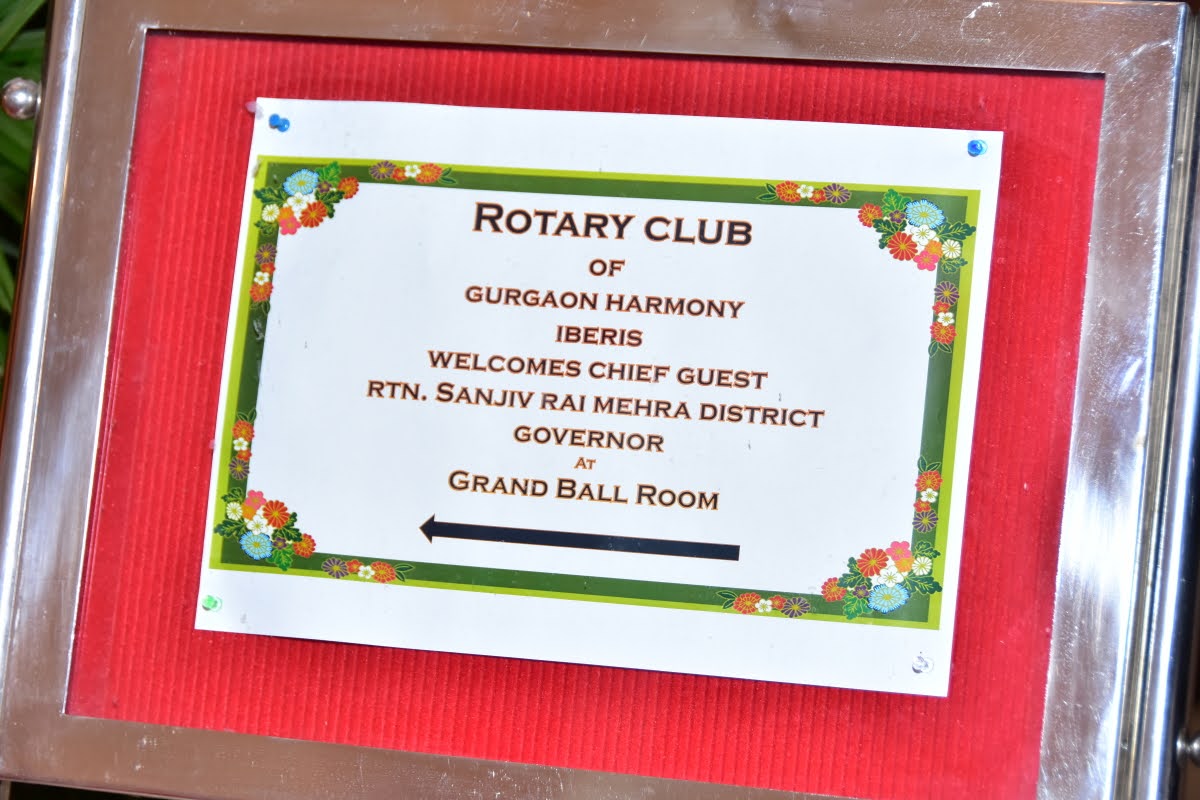 ROTARY CLUB
OF
GURGAON HARMONY
IBERIS
WELCOMES CHIEF GUEST
RTN. SANJIV RAI MEHRA DISTRICT
GOVERNOR
AT
GRAND BALL ROOM